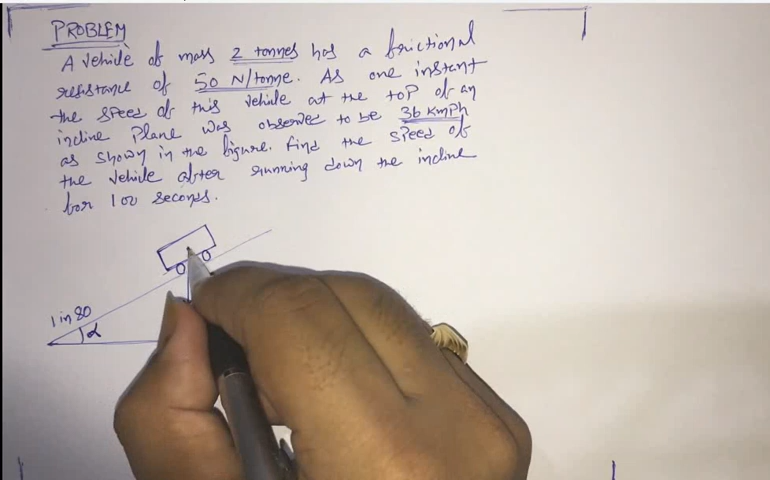 PROBLEM
A vehicle of mass 2 tonnes has a frictional
resistance of 50 N/tonne. As one instant
the speed of this vehicle at the top of an
incline plane was observed to be 36 kmph
as shown in the figure. Find the speed of
the vehicle after running down the incline
for 100 seconds.
1 in 80
α